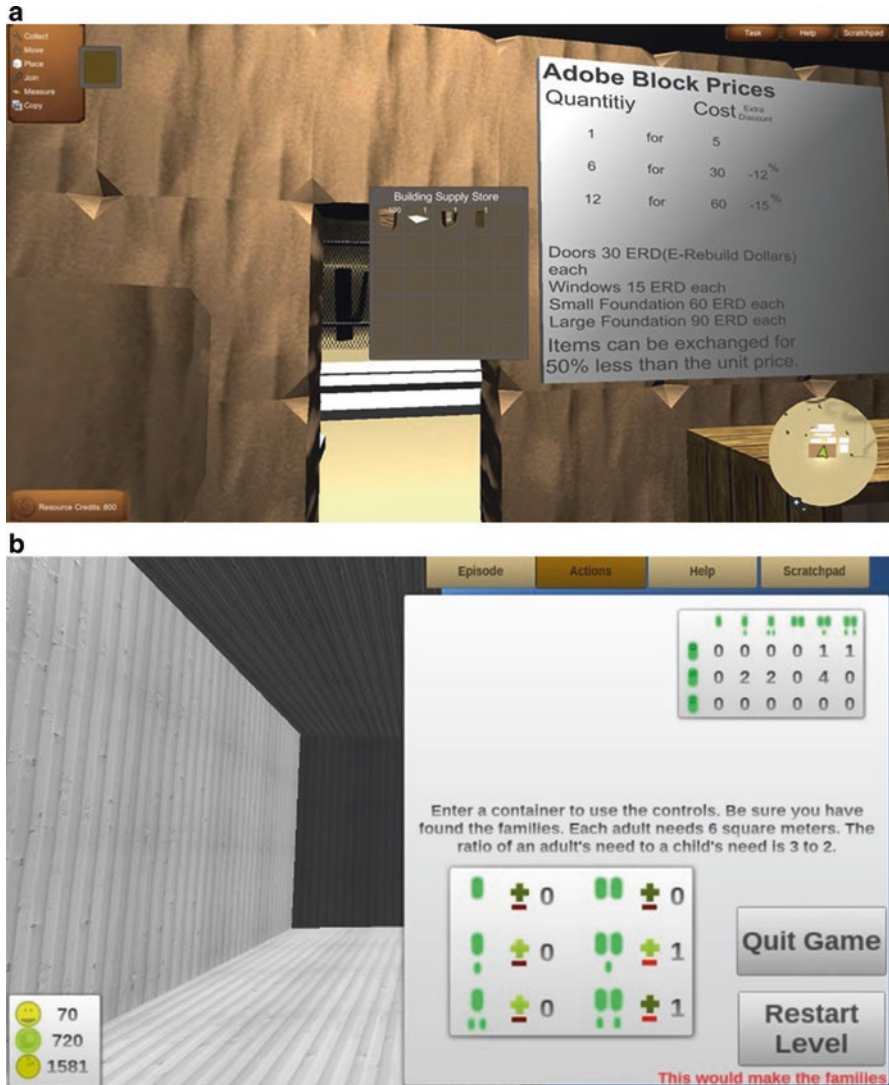 a
Collect
Move
Place
Join
Measure
Copy
Task Help Scratchpad
Adobe Block Prices
Quantitiy Cost Extra Discount
1 for 5
6 for 30 -12%
12 for 60 -15%
Doors 30 ERD(E-Rebuild Dollars)
each
Windows 15 ERD each
Small Foundation 60 ERD each
Large Foundation 90 ERD each
Items can be exchanged for
50% less than the unit price.
Building Supply Store
100 1 1 1
Resource Credits: 800
b
Episode Actions Help Scratchpad
0 0 0 0 1 1
0 2 2 0 4 0
0 0 0 0 0 0
Enter a container to use the controls. Be sure you have
found the families. Each adult needs 6 square meters. The
ratio of an adult's need to a child's need is 3 to 2.
± 0 ± 0
± 0 ± 1
± 0 ± 1
Quit Game
Restart
Level
70
720
1581
This would make the families